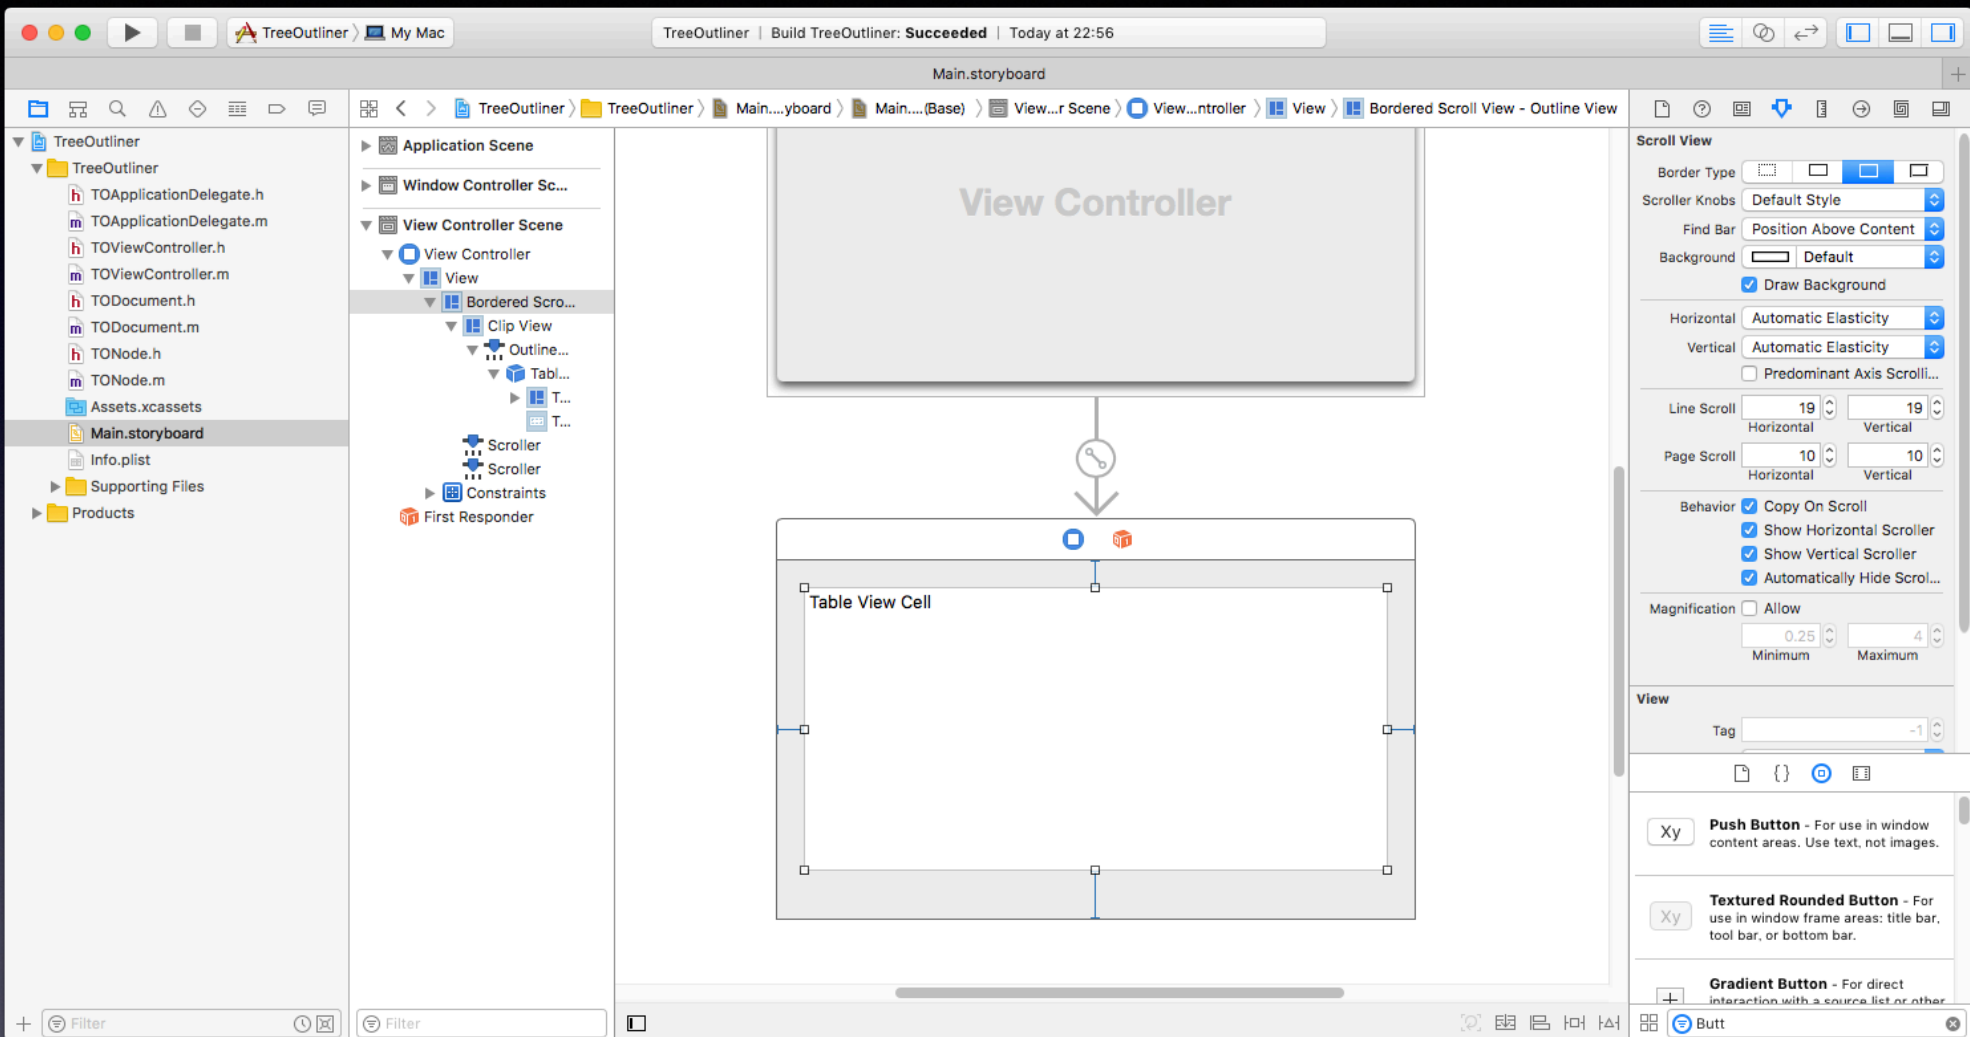 TreeOutliner My Mac
TreeOutliner | Build TreeOutliner: Succeeded | Today at 22:56
Main.storyboard
TreeOutliner
TreeOutliner
TOApplicationDelegate.h
TOApplicationDelegate.m
TOViewController.h
TOViewController.m
TODocument.h
TODocument.m
TONode.h
TONode.m
Assets.xcassets
Main.storyboard
Info.plist
Supporting Files
Products
Filter
TreeOutliner TreeOutliner Main....yboard Main....(Base) View...r Scene View...ntroller View Bordered Scroll View - Outline View
Application Scene
Window Controller Sc...
View Controller Scene
View Controller
View
Bordered Scro...
Clip View
Outline...
Tabl...
T...
T...
Scroller
Scroller
Constraints
First Responder
Filter
View Controller
Table View Cell
Scroll View
Border Type
Scroller Knobs Default Style
Find Bar Position Above Content
Background Default
Draw Background
Horizontal Automatic Elasticity
Vertical Automatic Elasticity
Predominant Axis Scrolli...
Line Scroll 19 19
Horizontal Vertical
Page Scroll 10 10
Horizontal Vertical
Behavior Copy On Scroll
Show Horizontal Scroller
Show Vertical Scroller
Automatically Hide Scrol...
Magnification Allow
0.25 4
Minimum Maximum
View
Tag -1
{}
Xy
Push Button - For use in window
content areas. Use text, not images.
Xy
Textured Rounded Button - For
use in window frame areas: title bar,
tool bar, or bottom bar.
Gradient Button - For direct
interaction with a source list or other
Butt